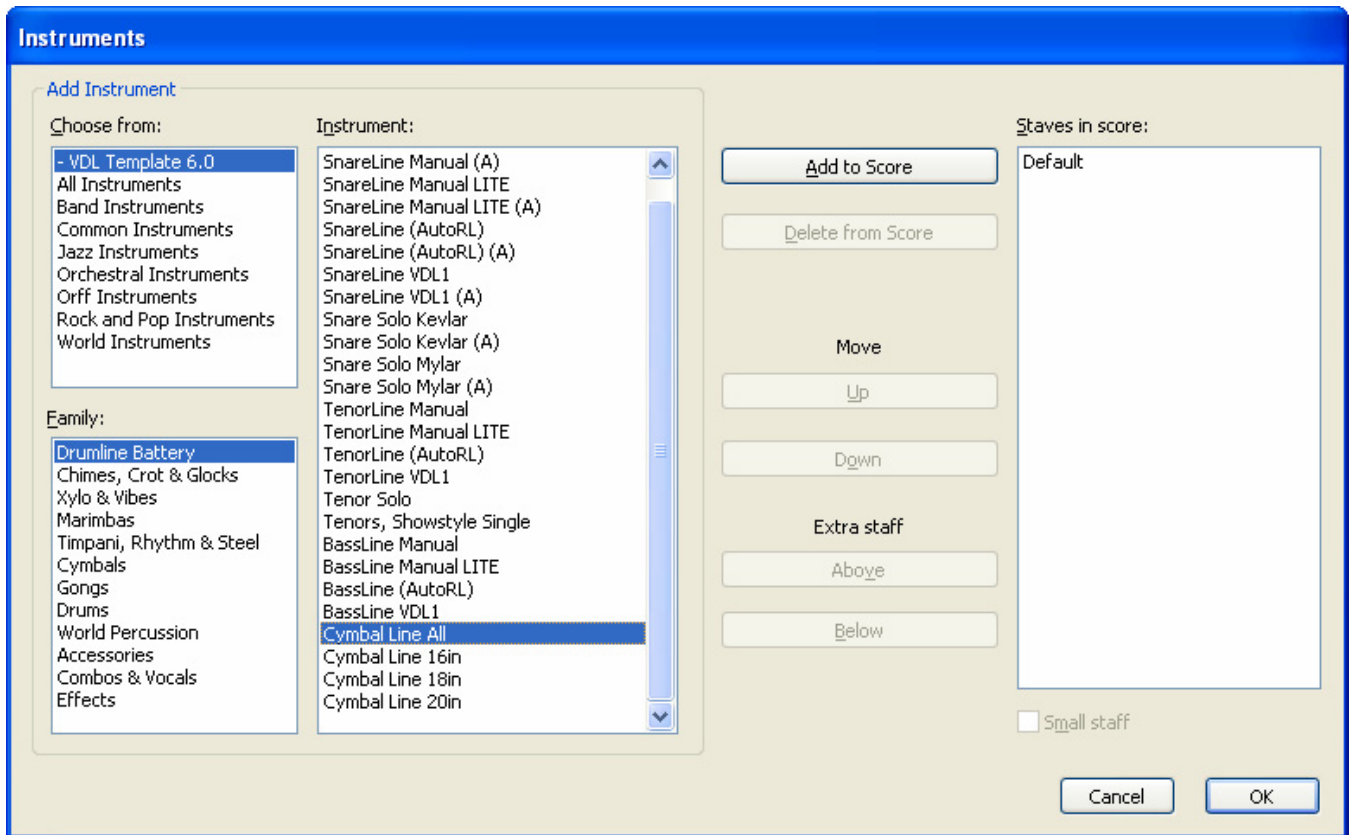 Instruments
Add Instrument
Choose from:
- VDL Template 6.0
All Instruments
Band Instruments
Common Instruments
Jazz Instruments
Orchestral Instruments
Orff Instruments
Rock and Pop Instruments
World Instruments
Family:
Drumline Battery
Chimes, Crot & Glocks
Xylo & Vibes
Marimbas
Timpani, Rhythm & Steel
Cymbals
Gongs
Drums
World Percussion
Accessories
Combos & Vocals
Effects
Instrument:
SnareLine Manual (A)
SnareLine Manual LITE
SnareLine Manual LITE (A)
SnareLine (AutoRL)
SnareLine (AutoRL) (A)
SnareLine VDL1
SnareLine VDL1 (A)
Snare Solo Kevlar
Snare Solo Kevlar (A)
Snare Solo Mylar
Snare Solo Mylar (A)
TenorLine Manual
TenorLine Manual LITE
TenorLine (AutoRL)
TenorLine VDL1
Tenor Solo
Tenors, Showstyle Single
BassLine Manual
BassLine Manual LITE
BassLine (AutoRL)
BassLine VDL1
Cymbal Line All
Cymbal Line 16in
Cymbal Line 18in
Cymbal Line 20in
Add to Score
Delete from Score
Move
Up
Down
Extra staff
Above
Below
Staves in score:
Default
Small staff
Cancel
OK